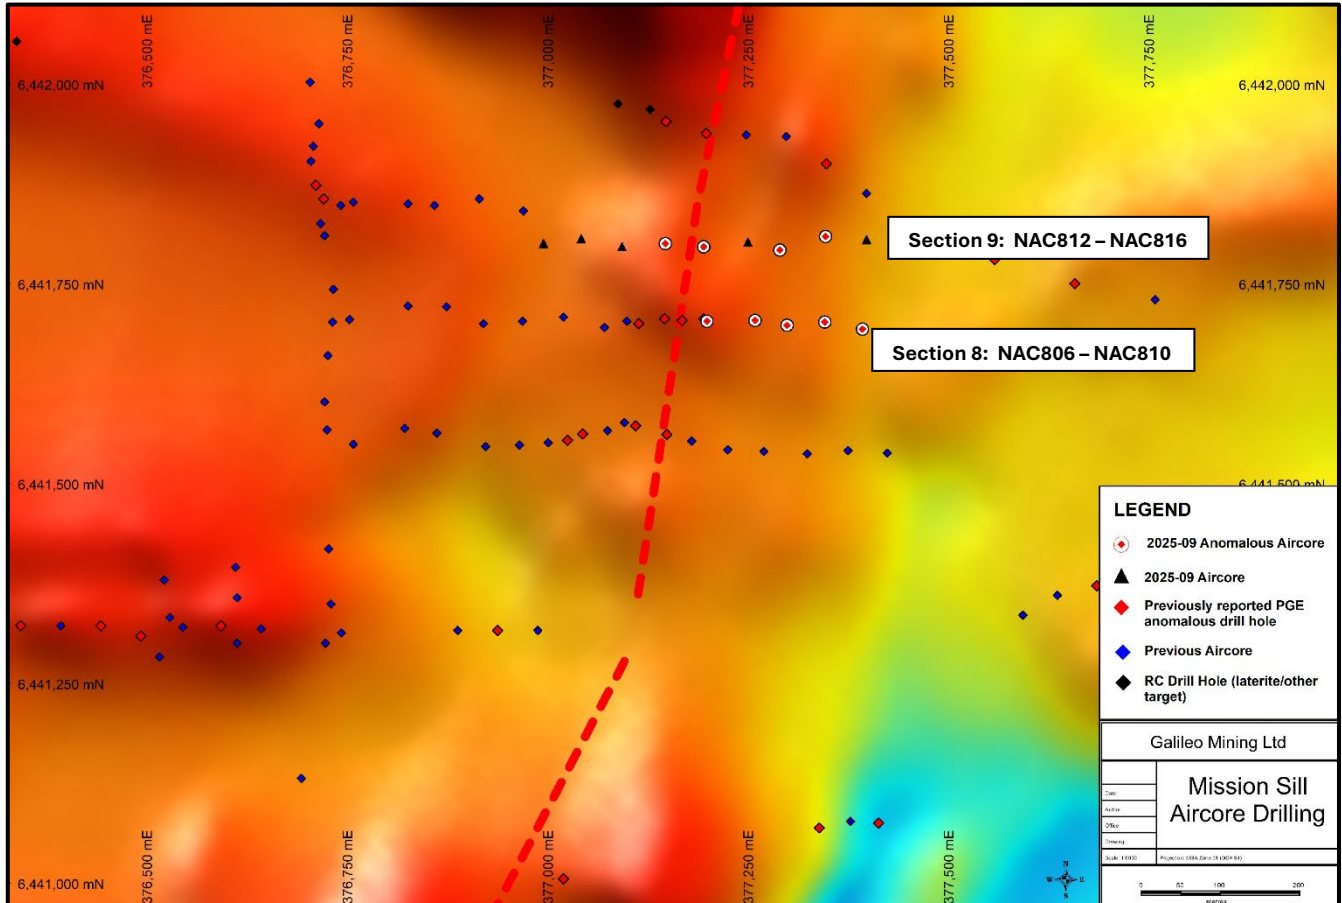 376,500 mE
376,750 mE
377,000 mE
377,250 mE
377,500 mE
377,750 mE
6,442,000 mN
6,442,000 mN
Section 9: NAC812 – NAC816
6,441,750 mN
6,441,750 mN
Section 8: NAC806 – NAC810
6,441,500 mN
6,441,500 mN
LEGEND
2025-09 Anomalous Aircore
2025-09 Aircore
Previously reported PGE
anomalous drill hole
Previous Aircore
RC Drill Hole (laterite/other
target)
6,441,250 mN
Galileo Mining Ltd
Mission Sill
Aircore Drilling
Date:
Author:
Office:
Drawing:
376,500 mE
376,750 mE
377,000 mE
377,250 mE
377,500 mE
6,441,000 mN
N
W
E
S
0
50
100
200
metres